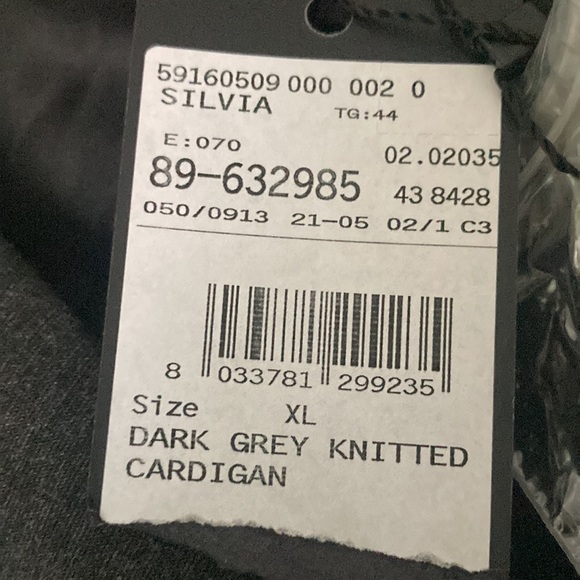 59160509 000 002 0
SILVIA TG:44
E:070 02.02035
89-632985 43 8428
050/0913 21-05 02/1 C3
8 033781 299235
Size XL
DARK GREY KNITTED
CARDIGAN